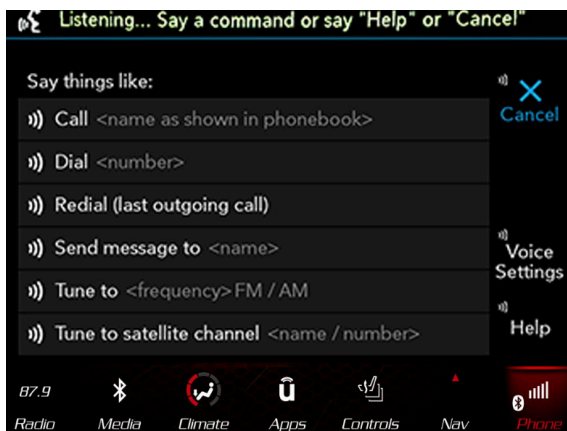 Listening... Say a command or say "Help" or "Cancel"
Say things like:
Call <name as shown in phonebook>
Dial <number>
Redial (last outgoing call)
Send message to <name>
Tune to <frequency> FM / AM
Tune to satellite channel <name / number>
Cancel
Voice
Settings
Help
87.9
Radio Media Climate Apps Controls Nav Phone